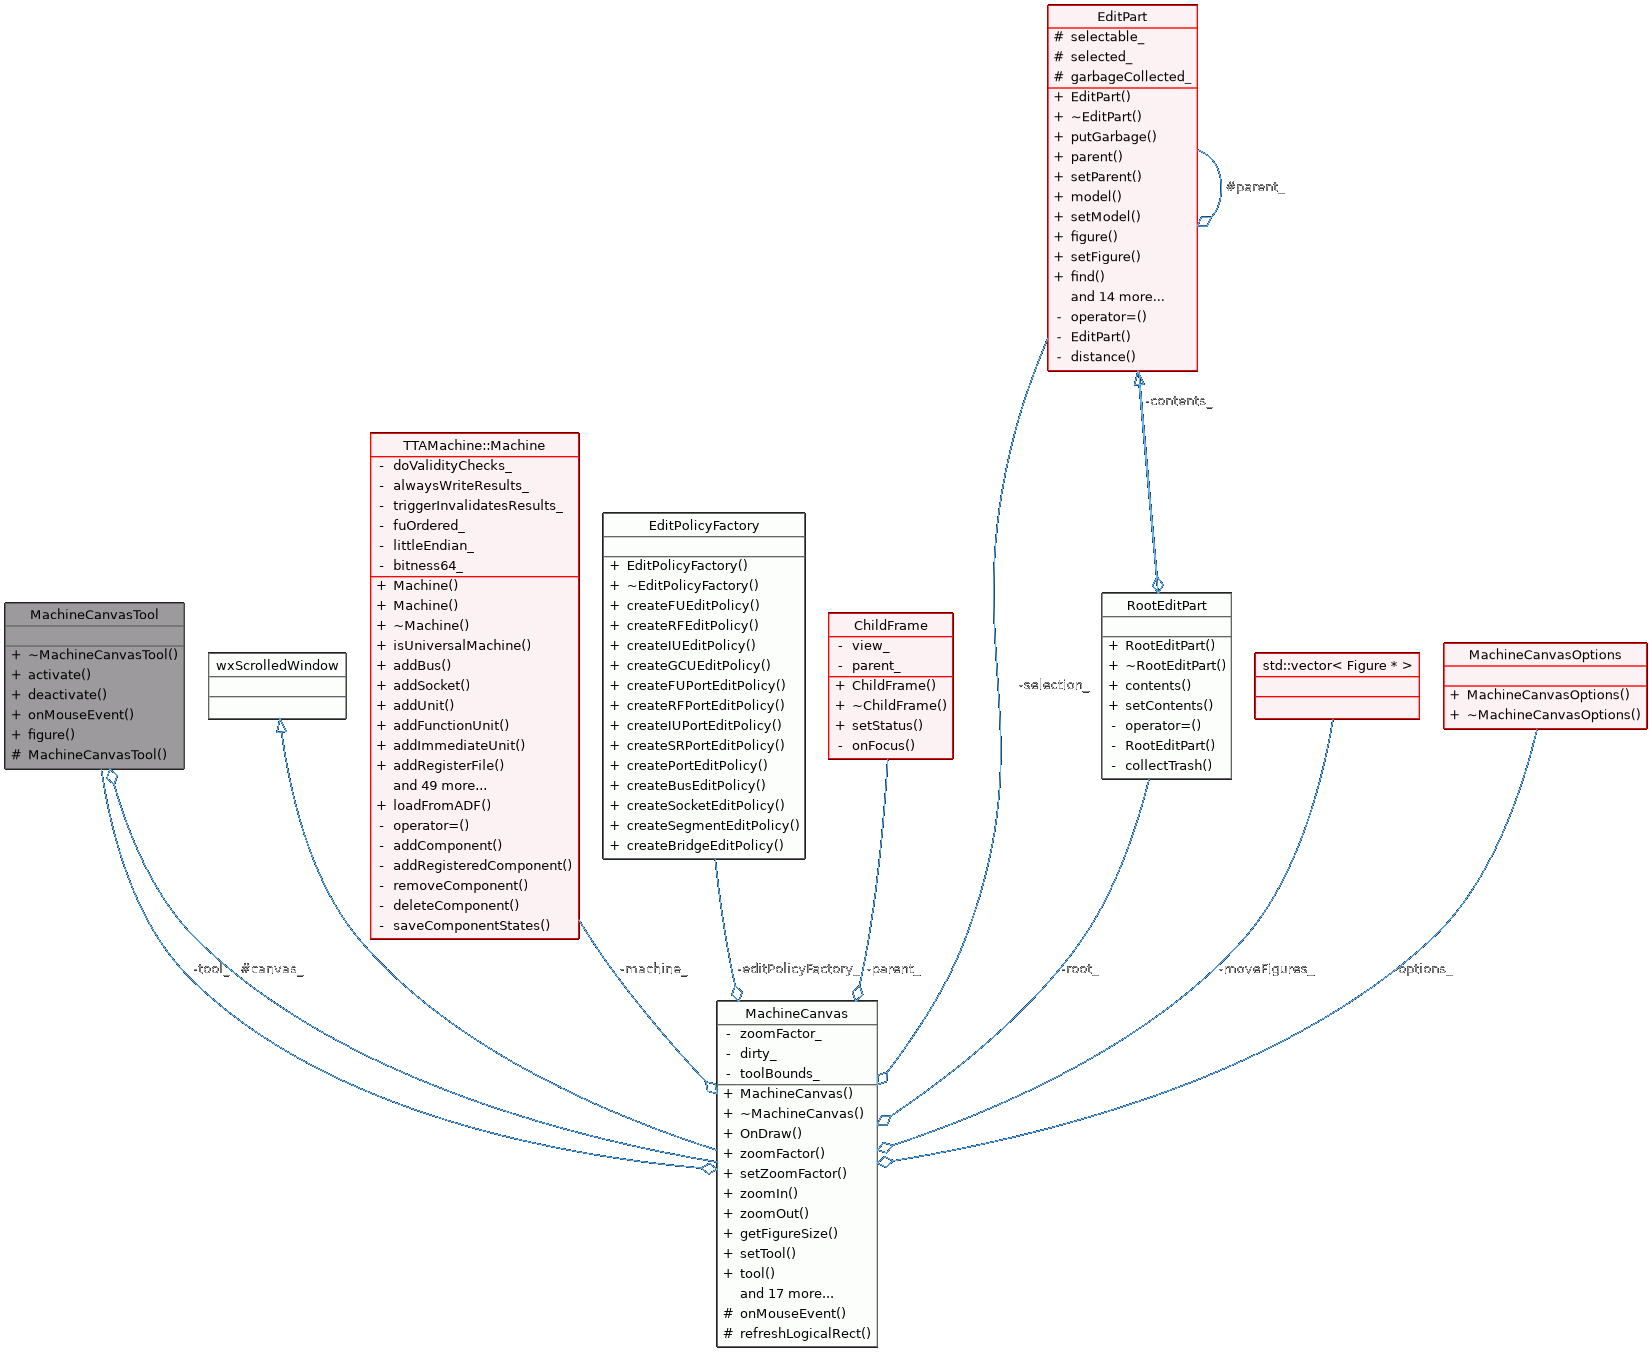 EditPart
# selectable_
# selected_
# garbageCollected_
+ EditPart()
+ ~EditPart()
+ putGarbage()
+ parent()
+ setParent()
+ model()
+ setModel()
+ figure()
+ setFigure()
+ find()
and 14 more...
- operator=()
- EditPart()
- distance()
#parent_
-contents_
TTAMachine::Machine
- doValidityChecks_
- alwaysWriteResults_
- triggerInvalidatesResults_
- fuOrdered_
- littleEndian_
- bitness64_
+ Machine()
+ Machine()
+ ~Machine()
+ isUniversalMachine()
+ addBus()
+ addSocket()
+ addUnit()
+ addFunctionUnit()
+ addImmediateUnit()
+ addRegisterFile()
and 49 more...
+ loadFromADF()
- operator=()
- addComponent()
- addRegisteredComponent()
- removeComponent()
- deleteComponent()
- saveComponentStates()
EditPolicyFactory
+ EditPolicyFactory()
+ ~EditPolicyFactory()
+ createFUEditPolicy()
+ createRFEditPolicy()
+ createIUEditPolicy()
+ createGCUEditPolicy()
+ createFUPortEditPolicy()
+ createRFPortEditPolicy()
+ createIUPortEditPolicy()
+ createSRPortEditPolicy()
+ createPortEditPolicy()
+ createBusEditPolicy()
+ createSocketEditPolicy()
+ createSegmentEditPolicy()
+ createBridgeEditPolicy()
MachineCanvasTool
+ ~MachineCanvasTool()
+ activate()
+ deactivate()
+ onMouseEvent()
+ figure()
# MachineCanvasTool()
wxScrolledWindow
ChildFrame
- view_
- parent_
+ ChildFrame()
+ ~ChildFrame()
+ setStatus()
- onFocus()
-selection_
RootEditPart
+ RootEditPart()
+ ~RootEditPart()
+ contents()
+ setContents()
- operator=()
- RootEditPart()
- collectTrash()
std::vector< Figure * >
MachineCanvasOptions
+ MachineCanvasOptions()
+ ~MachineCanvasOptions()
-tool_
#canvas_
-machine_
-editPolicyFactory_
-parent_
-root_
-moveFigures_
-options_
MachineCanvas
- zoomFactor_
- dirty_
- toolBounds_
+ MachineCanvas()
+ ~MachineCanvas()
+ OnDraw()
+ zoomFactor()
+ setZoomFactor()
+ zoomIn()
+ zoomOut()
+ getFigureSize()
+ setTool()
+ tool()
and 17 more...
# onMouseEvent()
# refreshLogicalRect()